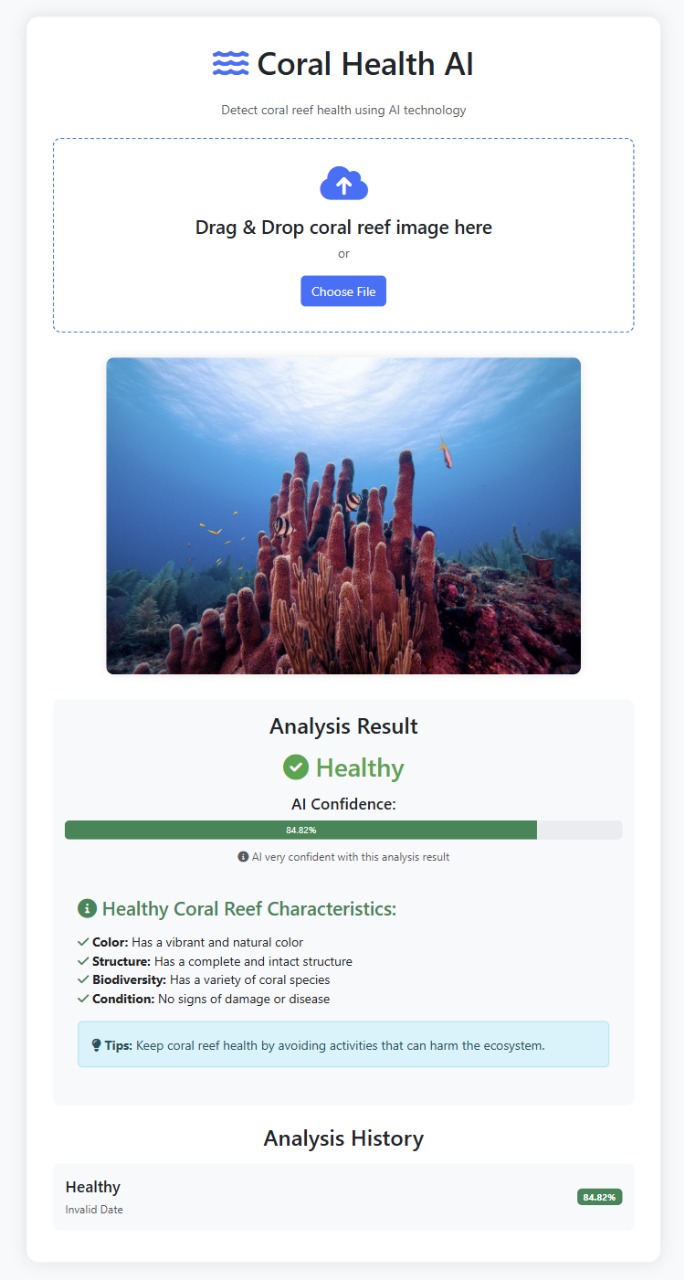 Coral Health AI
Detect coral reef health using AI technology
Drag & Drop coral reef image here
or
Choose File
Analysis Result
Healthy
AI Confidence:
84.82%
AI very confident with this analysis result
Healthy Coral Reef Characteristics:
Color: Has a vibrant and natural color
Structure: Has a complete and intact structure
Biodiversity: Has a variety of coral species
Condition: No signs of damage or disease
Tips: Keep coral reef health by avoiding activities that can harm the ecosystem.
Analysis History
Healthy
84.82%
Invalid Date